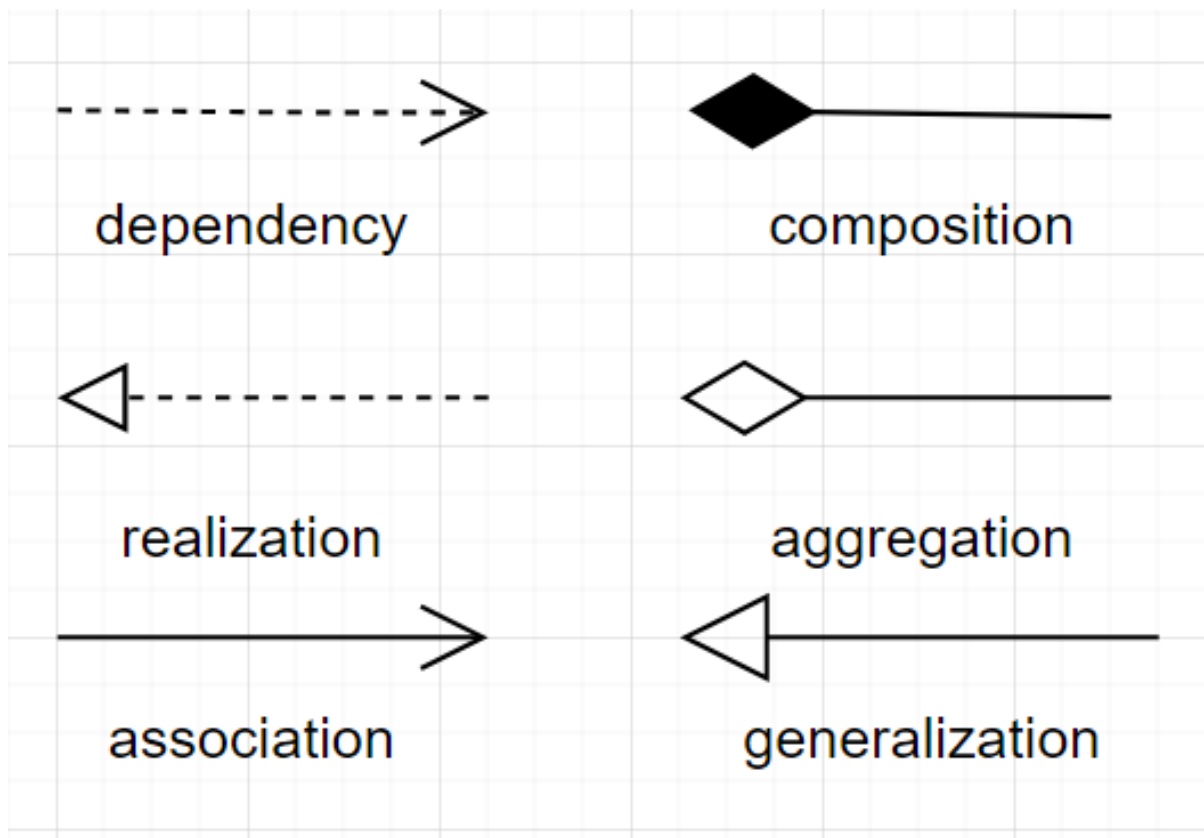 dependency
composition
realization
aggregation
association
generalization